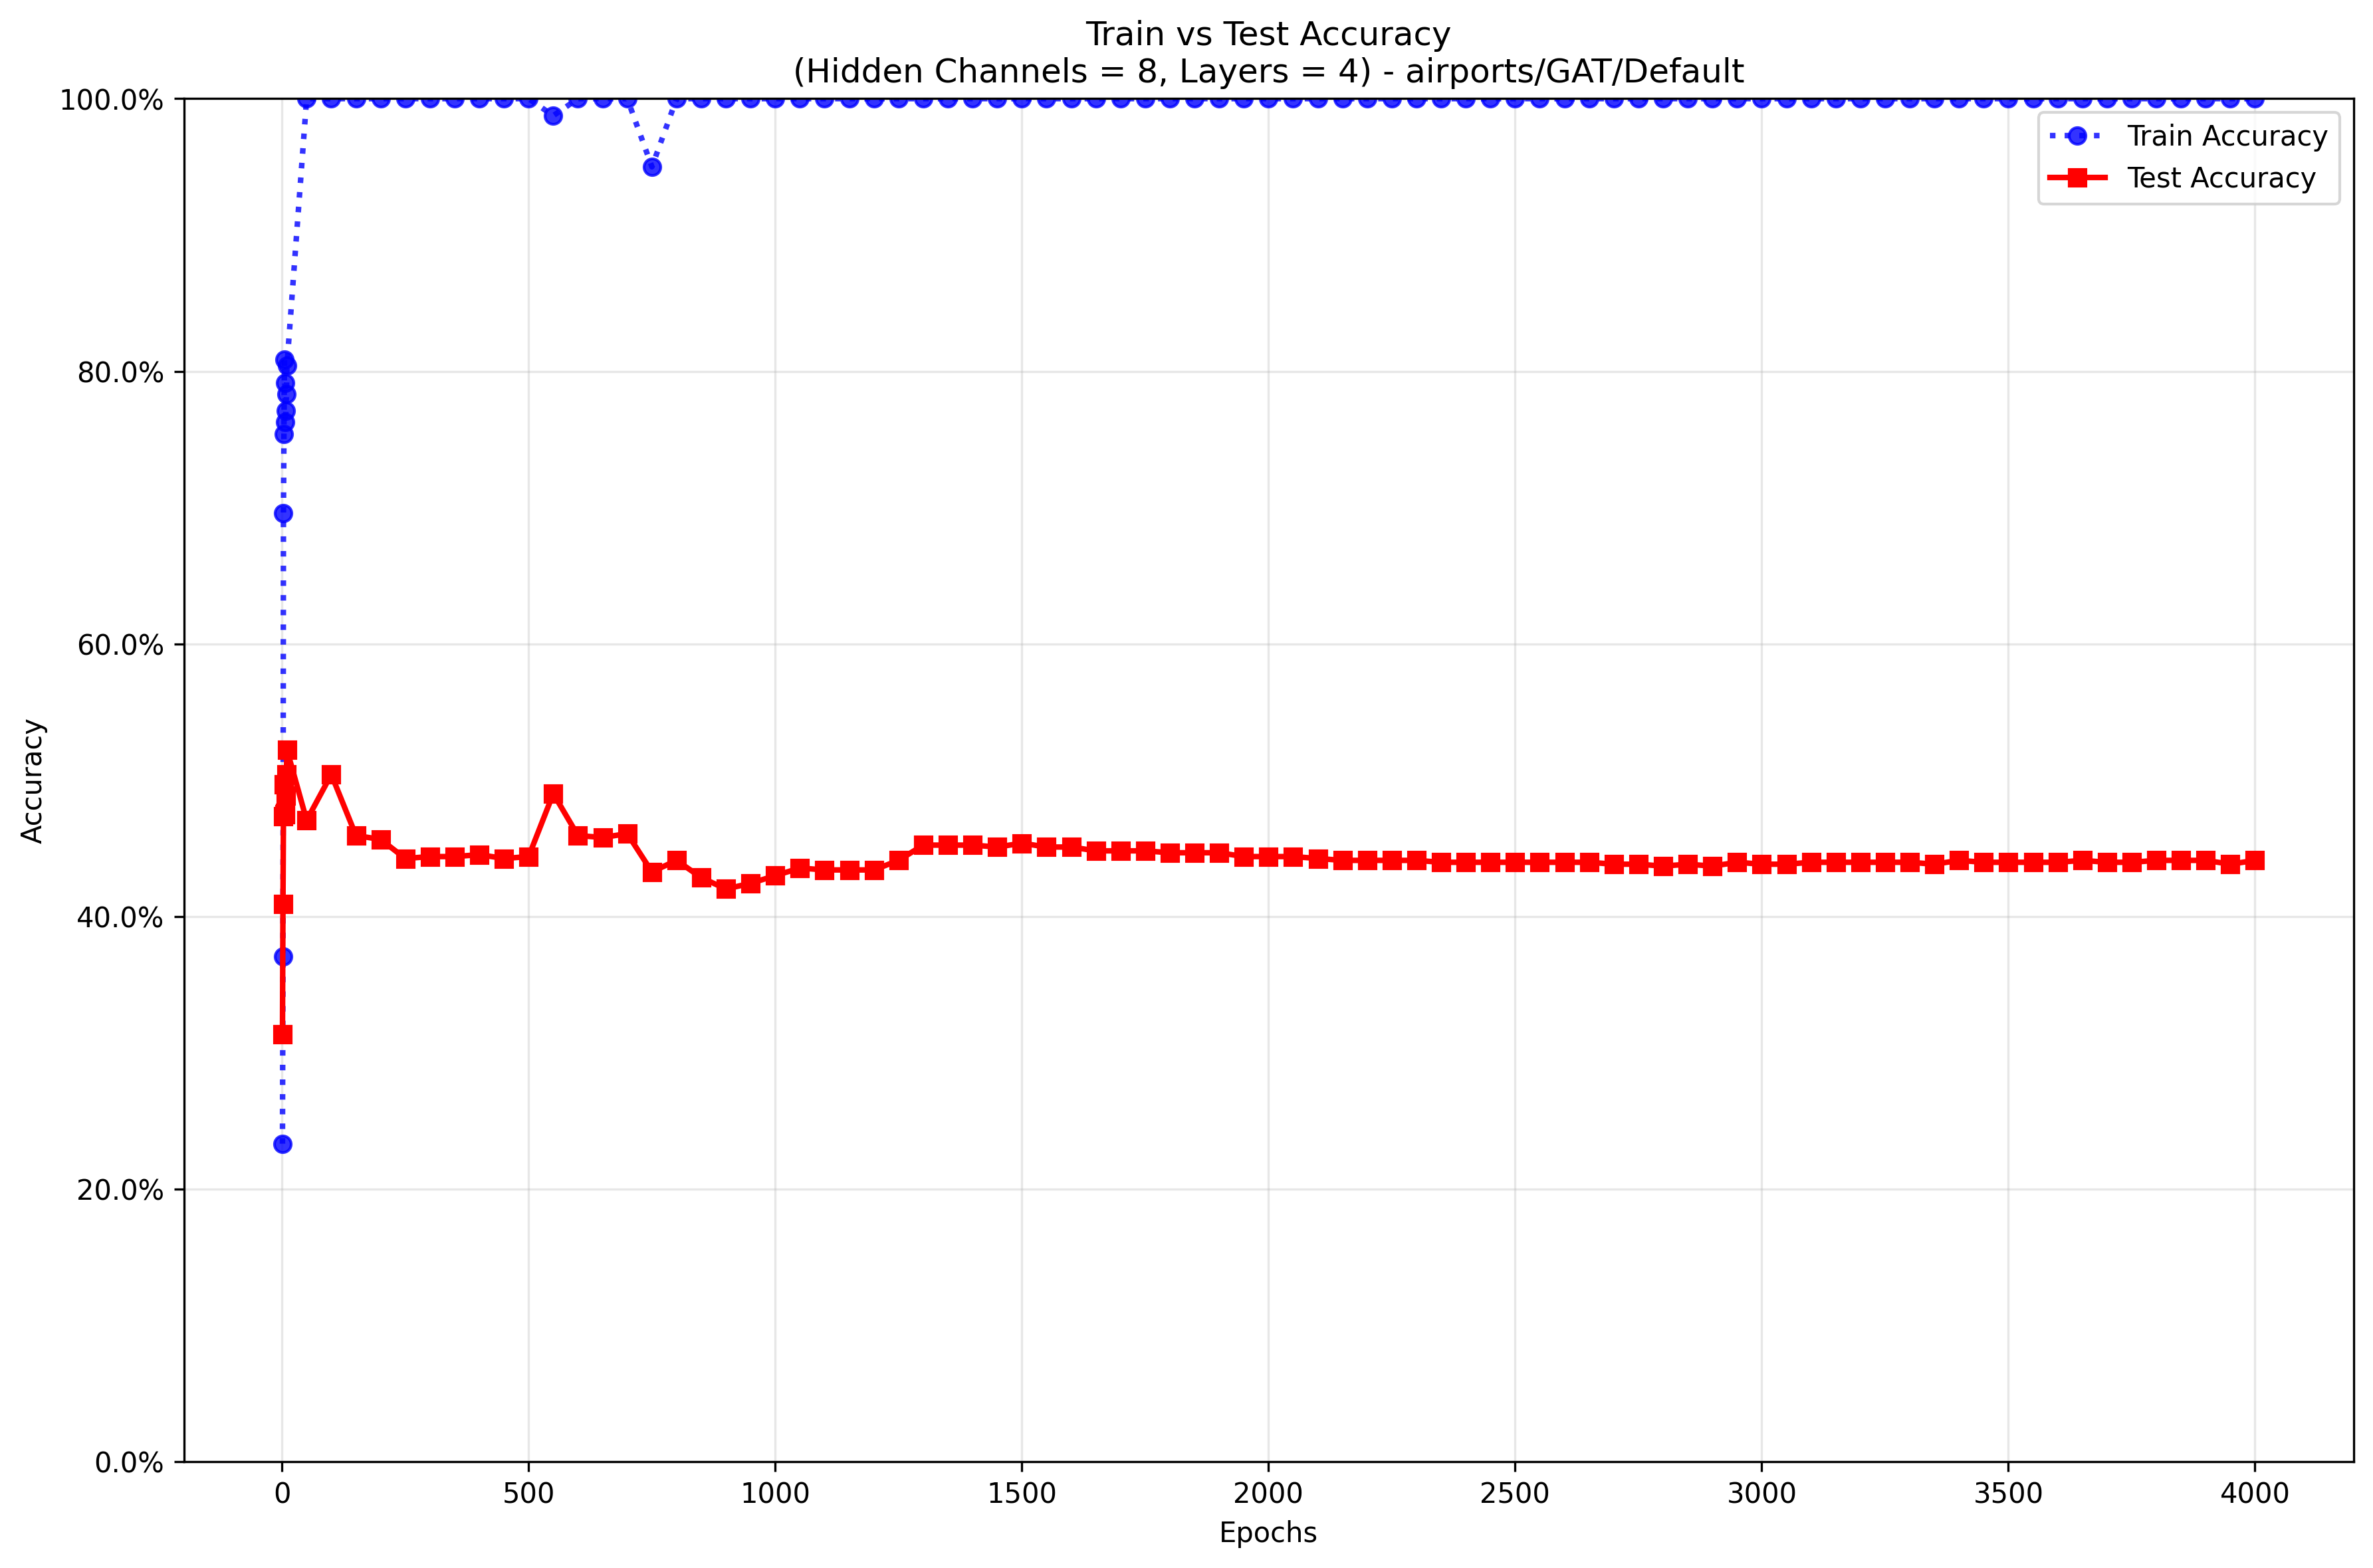 Train vs Test Accuracy
(Hidden Channels = 8, Layers = 4) - airports/GAT/Default
100.0%
80.0%
60.0%
40.0%
20.0%
0.0%
Accuracy
Train Accuracy
Test Accuracy
0 500 1000 1500 2000 2500 3000 3500 4000
Epochs